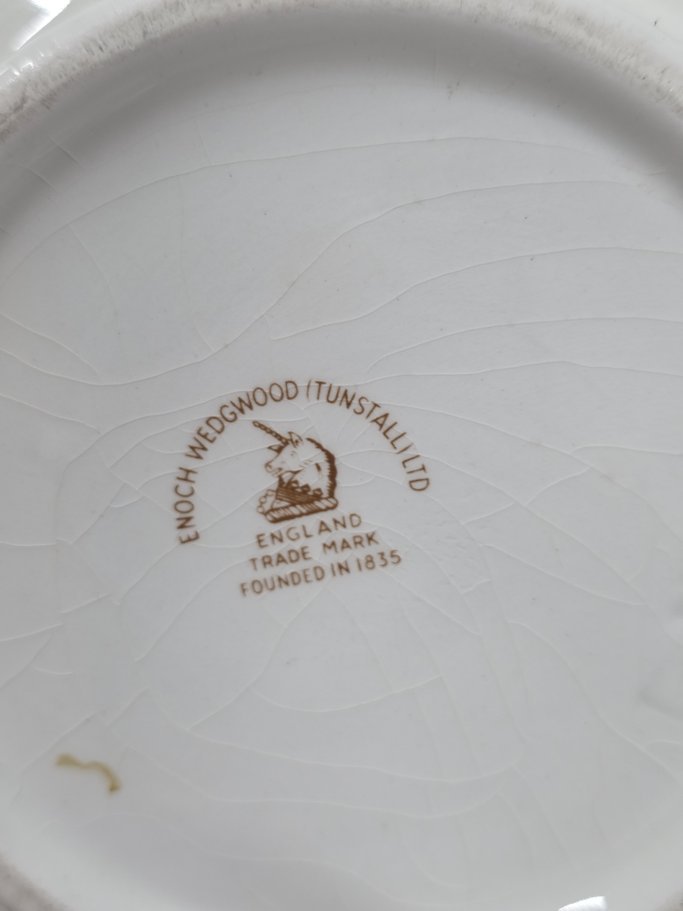 ENOCH WEDGWOOD (TUNSTALL) LTD
ENGLAND
TRADE MARK
FOUNDED IN 1835